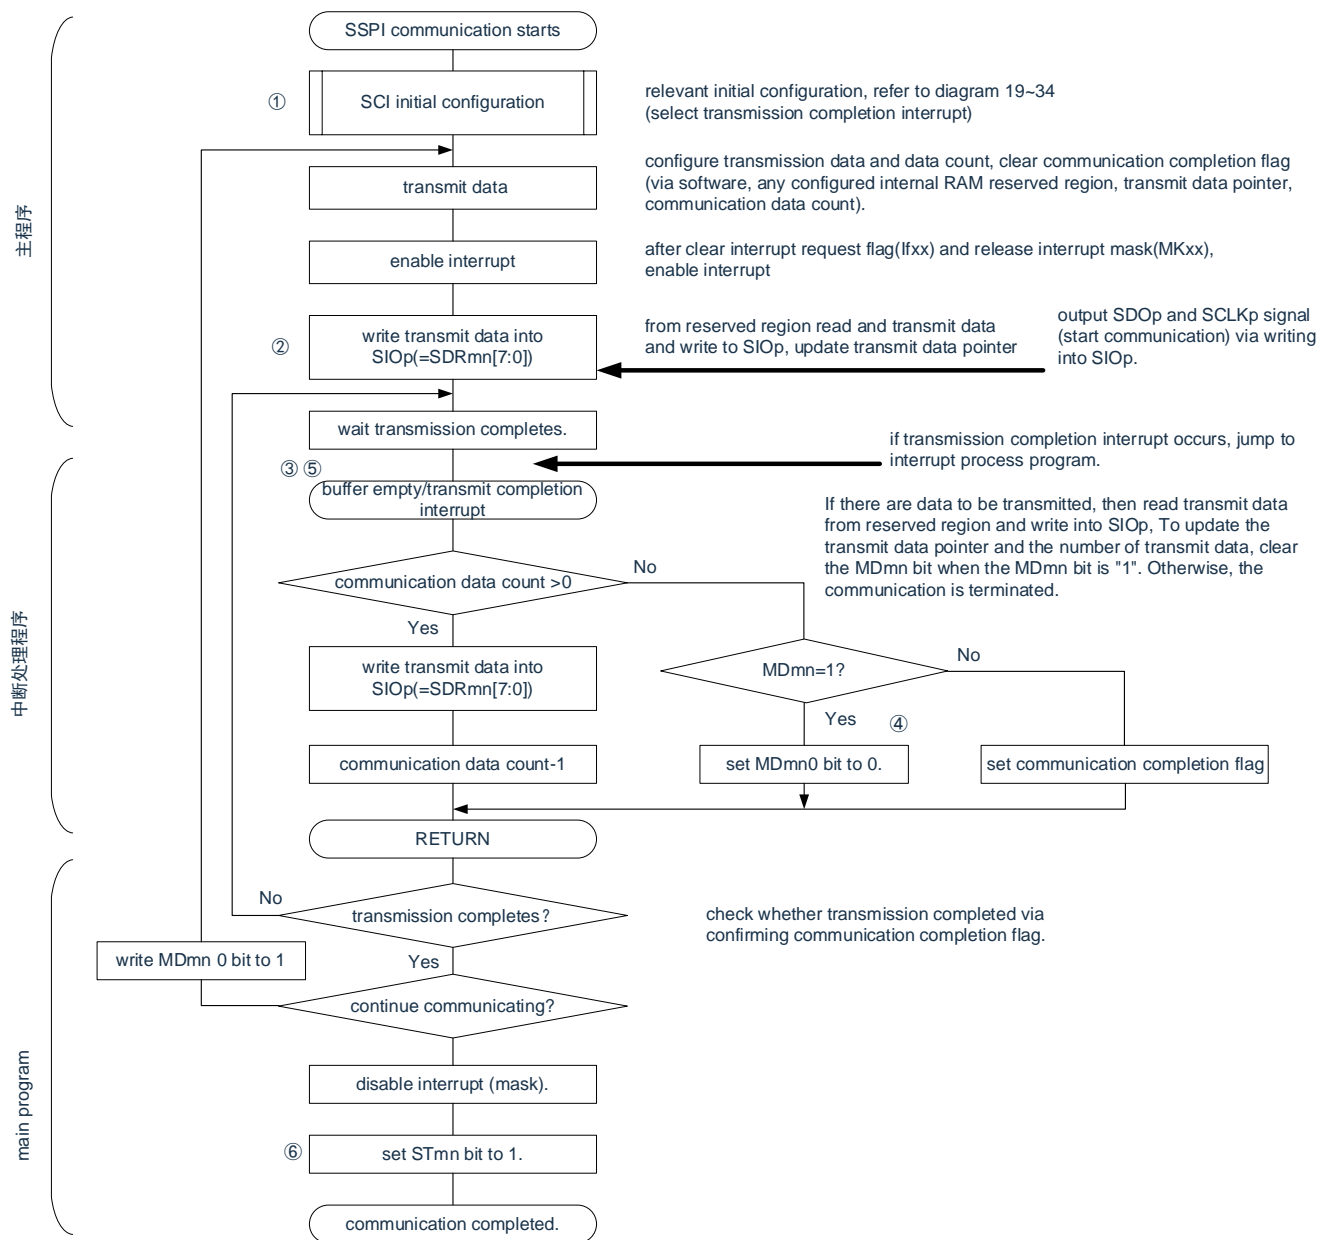 SSPI communication starts
①
SCI initial configuration
relevant initial configuration, refer to diagram 19~34
(select transmission completion interrupt)
transmit data
configure transmission data and data count, clear communication completion flag
(via software, any configured internal RAM reserved region, transmit data pointer,
communication data count).
主程序
enable interrupt
after clear interrupt request flag(Ifxx) and release interrupt mask(MKxx),
enable interrupt
②
write transmit data into
SIOp(=SDRmn[7:0])
from reserved region read and transmit data
and write to SIOp, update transmit data pointer
output SDOp and SCLKp signal
(start communication) via writing
into SIOp.
wait transmission completes.
if transmission completion interrupt occurs, jump to
interrupt process program.
③ ⑤
buffer empty/transmit completion
interrupt
If there are data to be transmitted, then read transmit data
from reserved region and write into SIOp, To update the
transmit data pointer and the number of transmit data, clear
the MDmn bit when the MDmn bit is "1". Otherwise, the
communication is terminated.
communication data count >0
No
Yes
中断处理程序
write transmit data into
SIOp(=SDRmn[7:0])
MDmn=1?
No
Yes
④
communication data count-1
set MDmn0 bit to 0.
set communication completion flag
RETURN
No
transmission completes?
check whether transmission completed via
confirming communication completion flag.
write MDmn 0 bit to 1
Yes
continue communicating?
main program
disable interrupt (mask).
⑥
set STmn bit to 1.
communication completed.